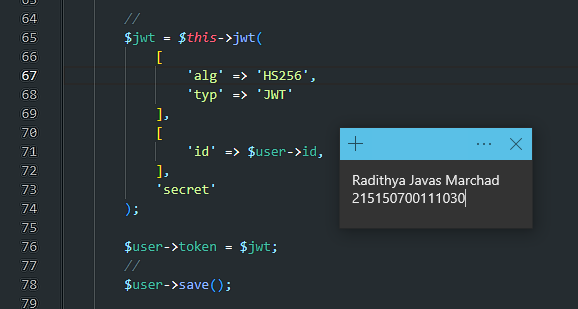 64 //
65 $jwt = $this->jwt(
66 [
67 'alg' => 'HS256',
68 'typ' => 'JWT'
69 ],
70 [
71 'id' => $user->id,
72 ],
73 'secret'
74 );
75
76 $user->token = $jwt;
77 //
78 $user->save();
79
Radithya Javas Marchad
215150700111030